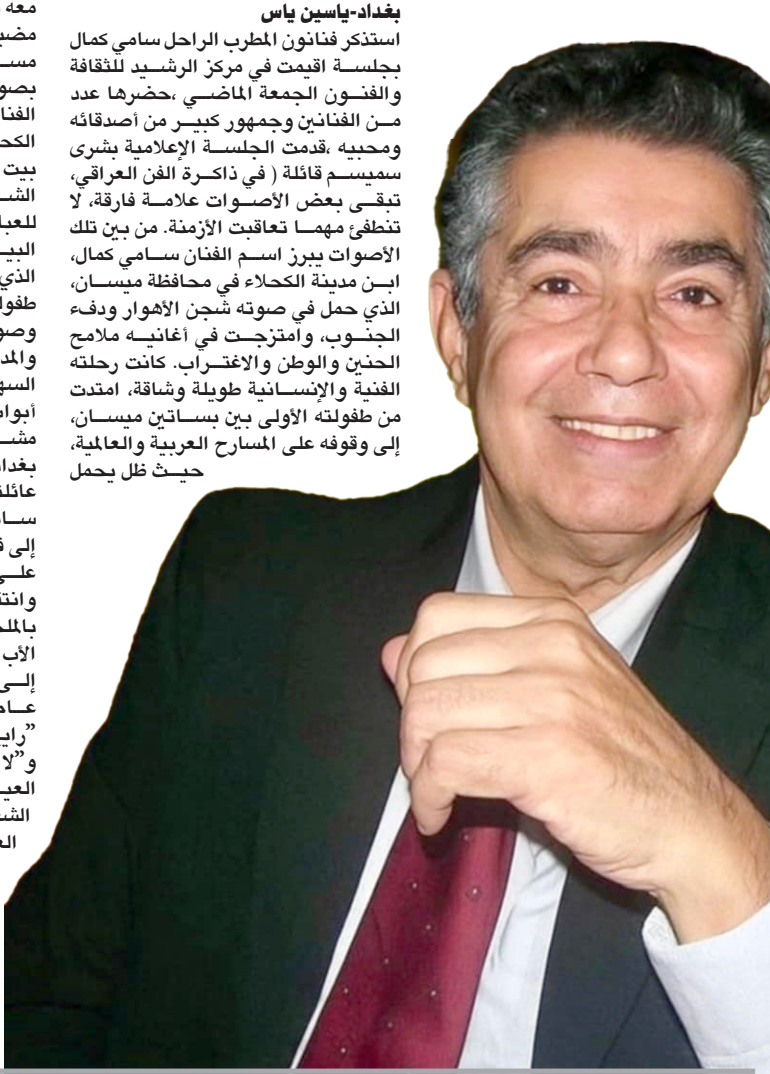 بغداد-ياسين ياس
استذكر فنانون المطرب الراحل سامي كمال
بجلسة اقيمت في مركز الرشيد للثقافة
والفنون الجمعة الماضي ،حضرها عدد
من الفنانين وجمهور كبير من أصدقائه
ومحبيه ،قدمت الجلسة الإعلامية بشرى
سميسم قائلة ( في ذاكرة الفن العراقي،
تبقى بعض الأصوات علامة فارقة، لا
تنطفئ مهما تعاقبت الأزمنة. من بين تلك
الأصوات يبرز اسم الفنان سامي كمال،
ابن مدينة الكحلاء في محافظة ميسان،
الذي حمل في صوته شجن الأهوار ودفء
الجنوب، وامتزجت في أغانيه ملامح
الحنين والوطن والاغتراب. كانت رحلته
الفنية والإنسانية طويلة وشاقة، امتدت
من طفولته الأولى بين بساتين ميسان،
إلى وقوفه على المسارح العربية والعالمية،
حيث ظل يحمل
معه
بيت
الذي
إلى
الأب